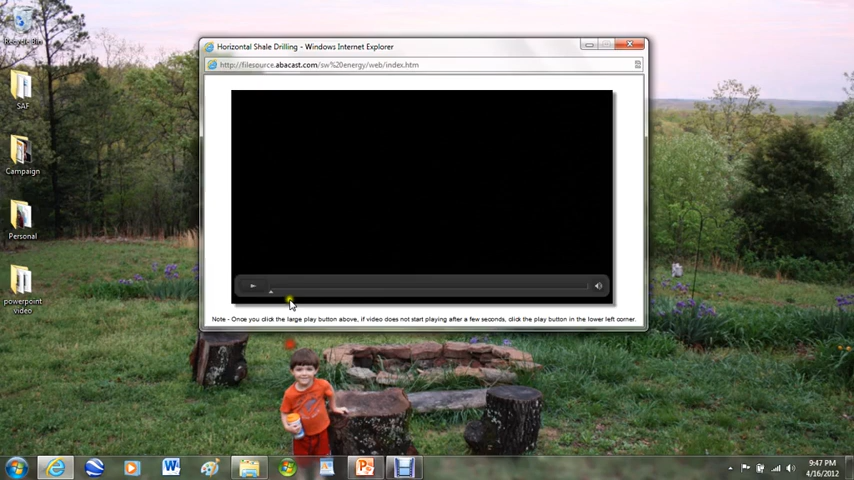 Horizontal Shale Drilling - Windows Internet Explorer
http://filesource.abacast.com/sw%20energy/web/index.htm
Recycle Bin
SAF
Campaign
Personal
powerpoint
video
Note - Once you click the large play button above, if video does not start playing after a few seconds, click the play button in the lower left corner.
9:47 PM
4/16/2012